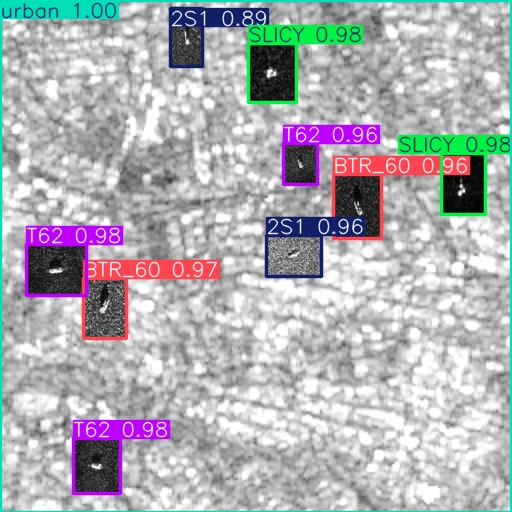 urban 1.00
2S1 0.89
SLICY 0.98
T62 0.96
SLICY 0.98
BTR_60 0.96
2S1 0.96
T62 0.98
BTR_60 0.97
T62 0.98